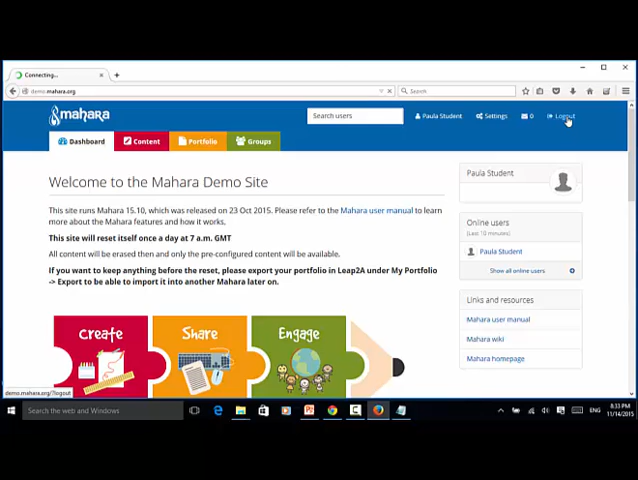 Connecting...
demo.mahara.org
Search
mahara
Search users
Paula Student
Settings
0
Logout
Dashboard
Content
Portfolio
Groups
Welcome to the Mahara Demo Site
This site runs Mahara 15.10, which was released on 23 Oct 2015. Please refer to the Mahara user manual to learn
more about the Mahara features and how it works.
This site will reset itself once a day at 7 a.m. GMT
All content will be erased then and only the pre-configured content will be available.
If you want to keep anything before the reset, please export your portfolio in Leap2A under My Portfolio
-> Export to be able to import it into another Mahara later on.
Create
Share
Engage
Paula Student
Online users
(Last 10 minutes)
Paula Student
Show all online users
Links and resources
Mahara user manual
Mahara wiki
Mahara homepage
demo.mahara.org/?logout
Search the web and Windows
ENG
8:33 PM
11/14/2015